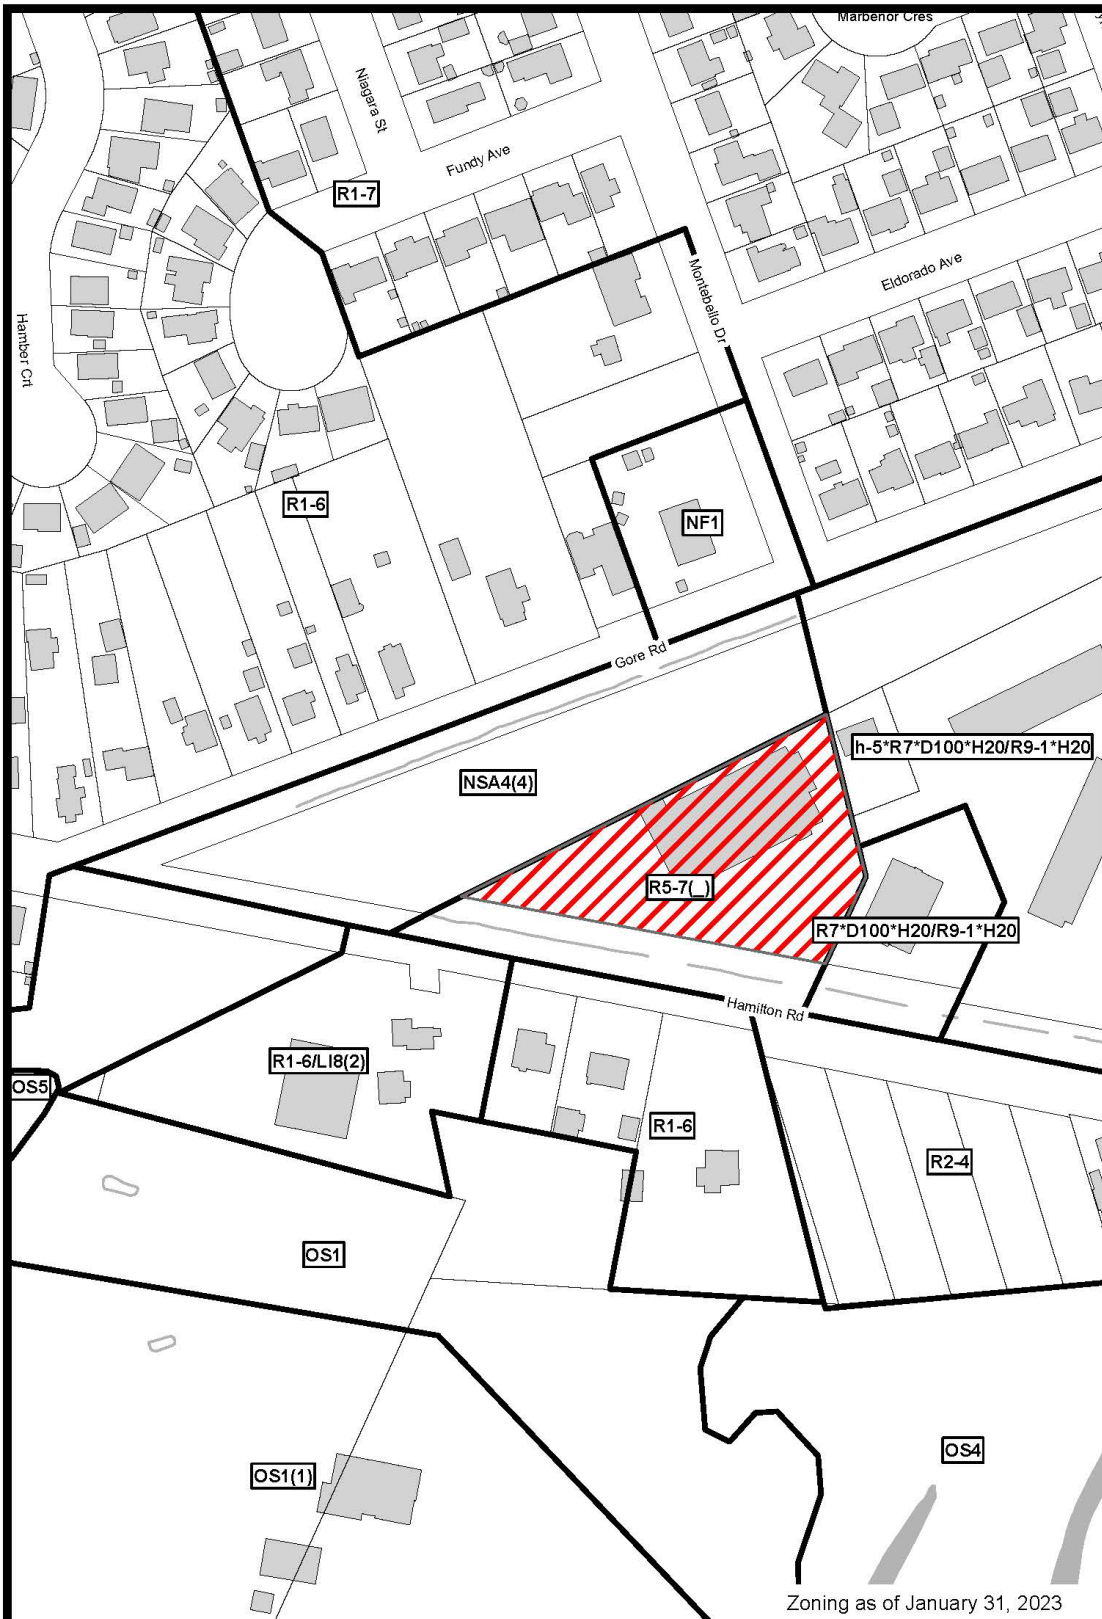 Marbenor Cres
Niagara St
Fundy Ave
R1-7
Montebello Dr
Eldorado Ave
Hamber Crt
R1-6
NF1
Gore Rd
h-5*R7*D100*H20/R9-1*H20
NSA4(4)
R5-7(_)
R7*D100*H20/R9-1*H20
Hamilton Rd
R1-6/LI8(2)
OS5
R1-6
R2-4
OS1
OS4
OS1(1)
Zoning as of January 31, 2023